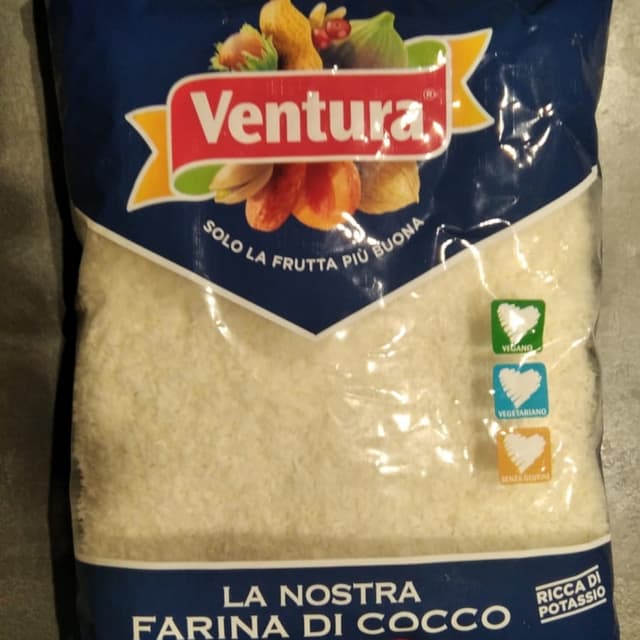 Ventura®
SOLO LA FRUTTA PIÙ BUONA
VEGANO
VEGETARIANO
SENZA GLUTINE
LA NOSTRA
FARINA DI COCCO
RICCA DI
POTASSIO